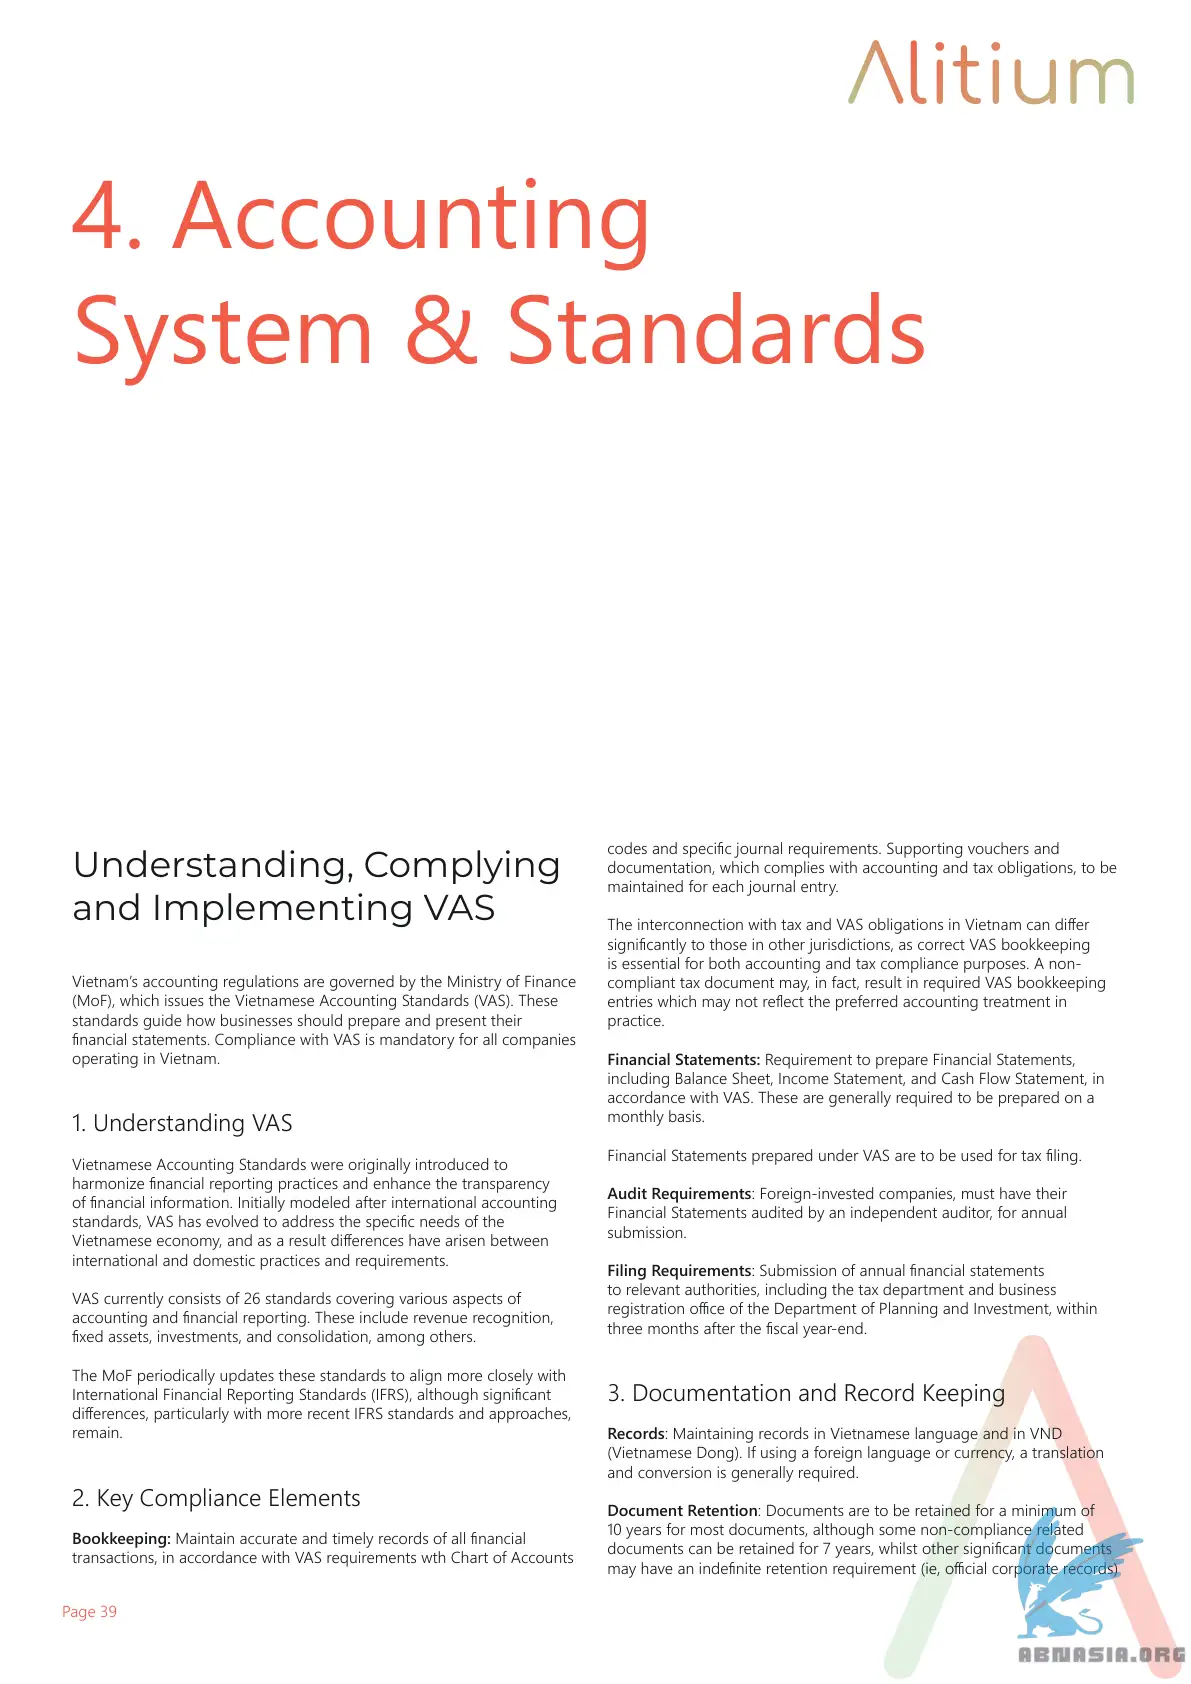 Alitium
4. Accounting
System & Standards
Understanding, Complying
and Implementing VAS
Vietnam’s accounting regulations are governed by the Ministry of Finance
(MoF), which issues the Vietnamese Accounting Standards (VAS). These
standards guide how businesses should prepare and present their
financial statements. Compliance with VAS is mandatory for all companies
operating in Vietnam.
1. Understanding VAS
Vietnamese Accounting Standards were originally introduced to
harmonize financial reporting practices and enhance the transparency
of financial information. Initially modeled after international accounting
standards, VAS has evolved to address the specific needs of the
Vietnamese economy, and as a result differences have arisen between
international and domestic practices and requirements.
VAS currently consists of 26 standards covering various aspects of
accounting and financial reporting. These include revenue recognition,
fixed assets, investments, and consolidation, among others.
The MoF periodically updates these standards to align more closely with
International Financial Reporting Standards (IFRS), although significant
differences, particularly with more recent IFRS standards and approaches,
remain.
2. Key Compliance Elements
Bookkeeping: Maintain accurate and timely records of all financial
transactions, in accordance with VAS requirements wth Chart of Accounts
codes and specific journal requirements. Supporting vouchers and
documentation, which complies with accounting and tax obligations, to be
maintained for each journal entry.
The interconnection with tax and VAS obligations in Vietnam can differ
significantly to those in other jurisdictions, as correct VAS bookkeeping
is essential for both accounting and tax compliance purposes. A non-
compliant tax document may, in fact, result in required VAS bookkeeping
entries which may not reflect the preferred accounting treatment in
practice.
Financial Statements: Requirement to prepare Financial Statements,
including Balance Sheet, Income Statement, and Cash Flow Statement, in
accordance with VAS. These are generally required to be prepared on a
monthly basis.
Financial Statements prepared under VAS are to be used for tax filing.
Audit Requirements: Foreign-invested companies, must have their
Financial Statements audited by an independent auditor, for annual
submission.
Filing Requirements: Submission of annual financial statements
to relevant authorities, including the tax department and business
registration office of the Department of Planning and Investment, within
three months after the fiscal year-end.
3. Documentation and Record Keeping
Records: Maintaining records in Vietnamese language and in VND
(Vietnamese Dong). If using a foreign language or currency, a translation
and conversion is generally required.
Document Retention: Documents are to be retained for a minimum of
10 years for most documents, although some non-compliance related
documents can be retained for 7 years, whilst other significant documents
may have an indefinite retention requirement (ie, official corporate records)
Page 39
ABNASIA.ORG